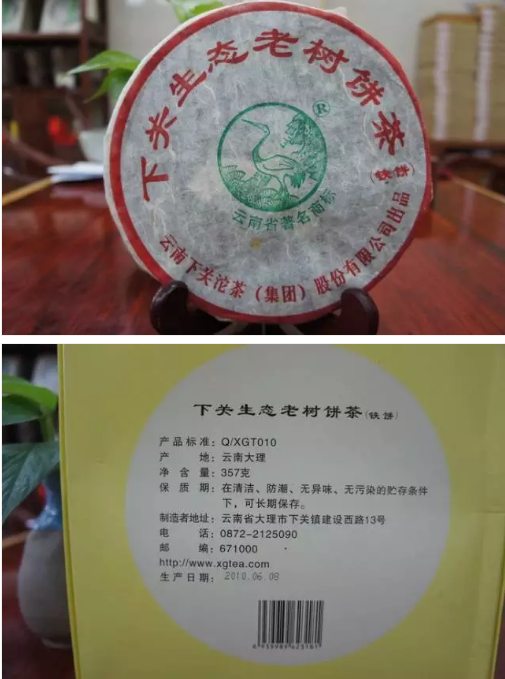 下关生态老树饼茶
(铁饼)
®
云南省著名商标
云南下关沱茶(集团)股份有限公司出品
下关生态老树饼茶(铁饼)
产品标准: Q/XGT010
产 地: 云南大理
净 含 量: 357克
保 质 期: 在清洁、防潮、无异味、无污染的贮存条件
下,可长期保存。
制造者地址: 云南省大理市下关镇建设西路13号
电 话: 0872-2125090
邮 编: 671000
http://www.xgtea.com
生产日期: 2010.06.08